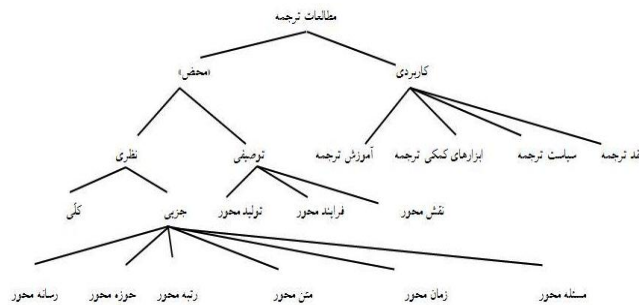 مطالعات ترجمه
کاربردی «محض»
نقد ترجمه سیاست ترجمه ابزارهای کمکی ترجمه آموزش ترجمه توصیفی نظری
نقش محور فرایند محور تولید محور جزیی کلّی
مسئله محور زمان محور متن محور رتبه محور حوزه محور رسانه محور